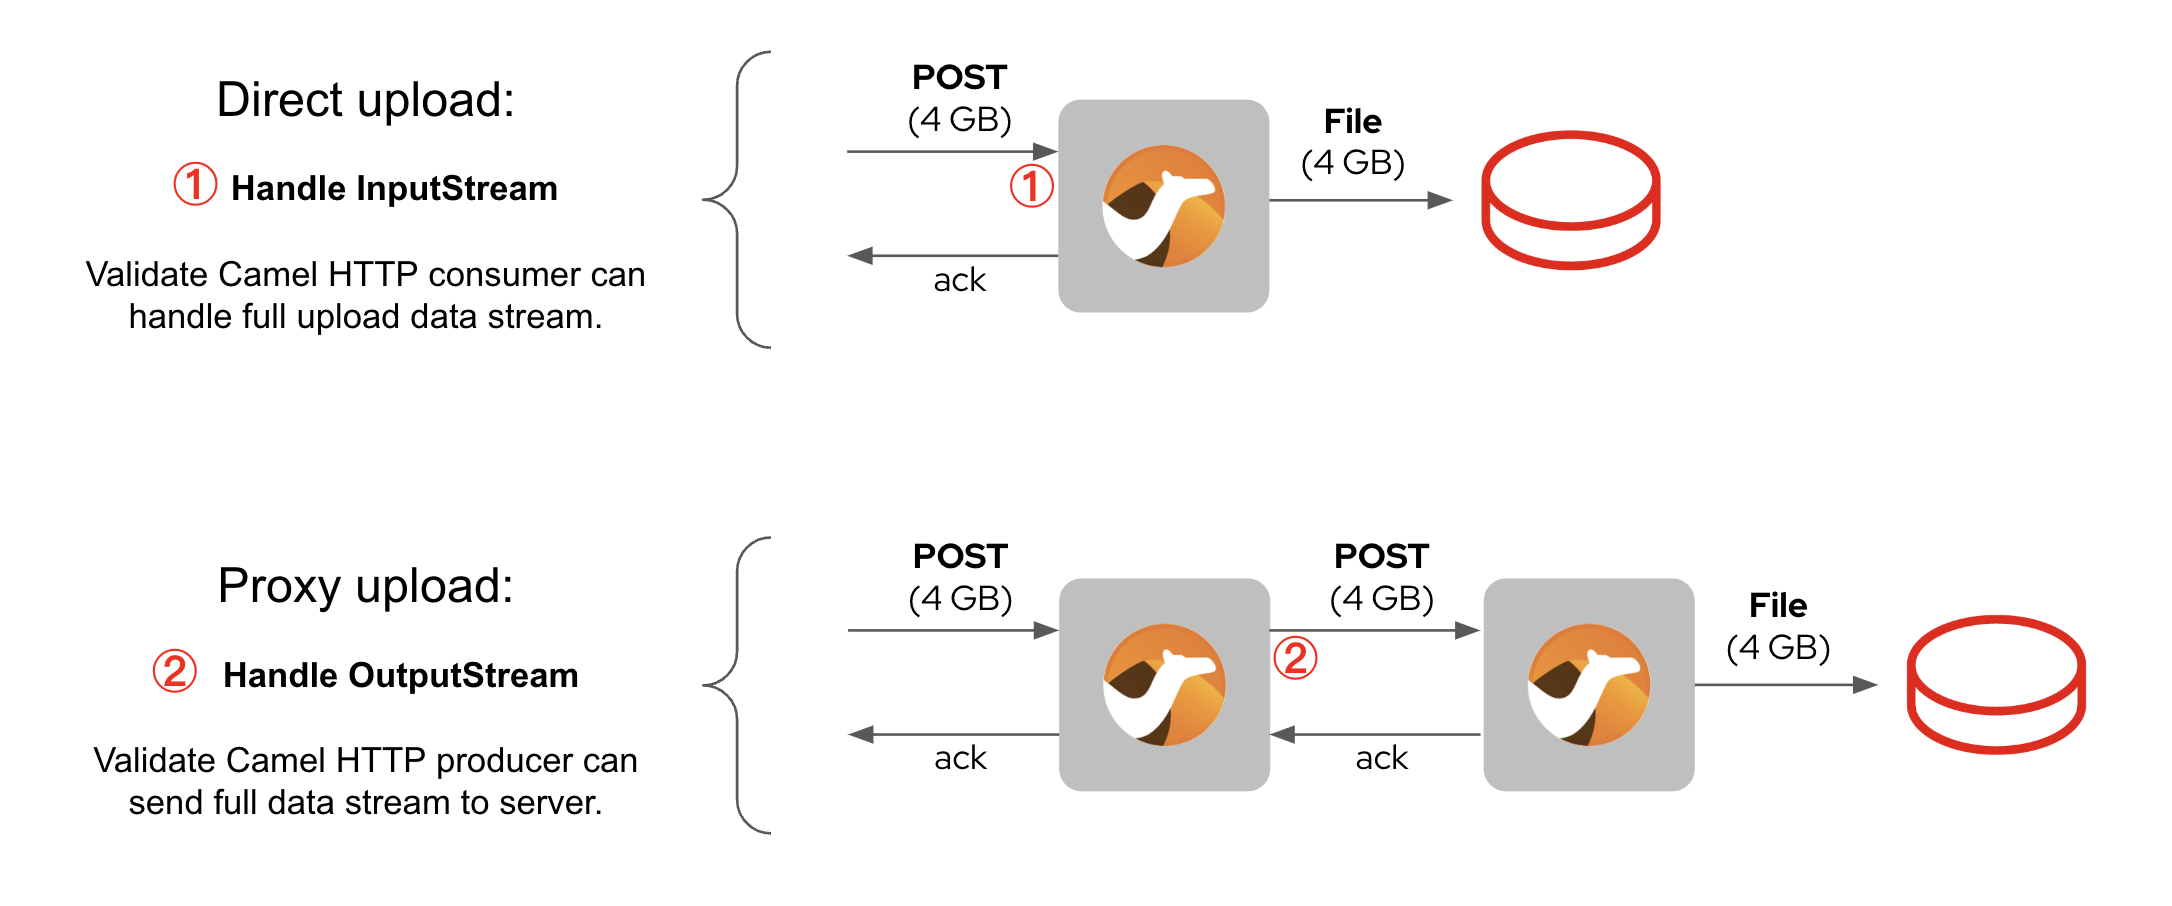 Direct upload:
① Handle InputStream
Validate Camel HTTP consumer can
handle full upload data stream.
POST
(4 GB)
①
ack
File
(4 GB)
Proxy upload:
② Handle OutputStream
Validate Camel HTTP producer can
send full data stream to server.
POST
(4 GB)
ack
POST
(4 GB)
②
ack
File
(4 GB)